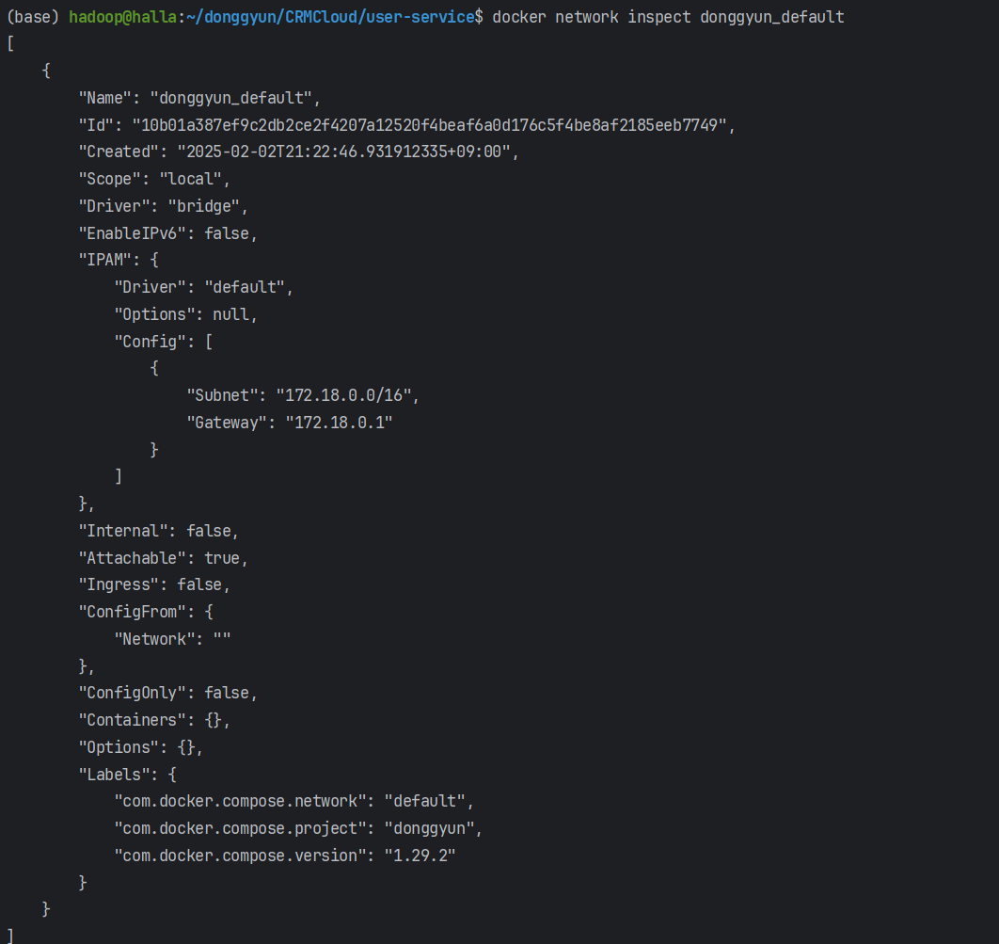 (base) hadoop@halla:~/donggyun/CRMCloud/user-service$ docker network inspect donggyun_default
[
    {
        "Name": "donggyun_default",
        "Id": "10b01a387ef9c2db2ce2f4207a12520f4beaf6a0d176c5f4be8af2185eeb7749",
        "Created": "2025-02-02T21:22:46.931912335+09:00",
        "Scope": "local",
        "Driver": "bridge",
        "EnableIPv6": false,
        "IPAM": {
            "Driver": "default",
            "Options": null,
            "Config": [
                {
                    "Subnet": "172.18.0.0/16",
                    "Gateway": "172.18.0.1"
                }
            ]
        },
        "Internal": false,
        "Attachable": true,
        "Ingress": false,
        "ConfigFrom": {
            "Network": ""
        },
        "ConfigOnly": false,
        "Containers": {},
        "Options": {},
        "Labels": {
            "com.docker.compose.network": "default",
            "com.docker.compose.project": "donggyun",
            "com.docker.compose.version": "1.29.2"
        }
    }
]